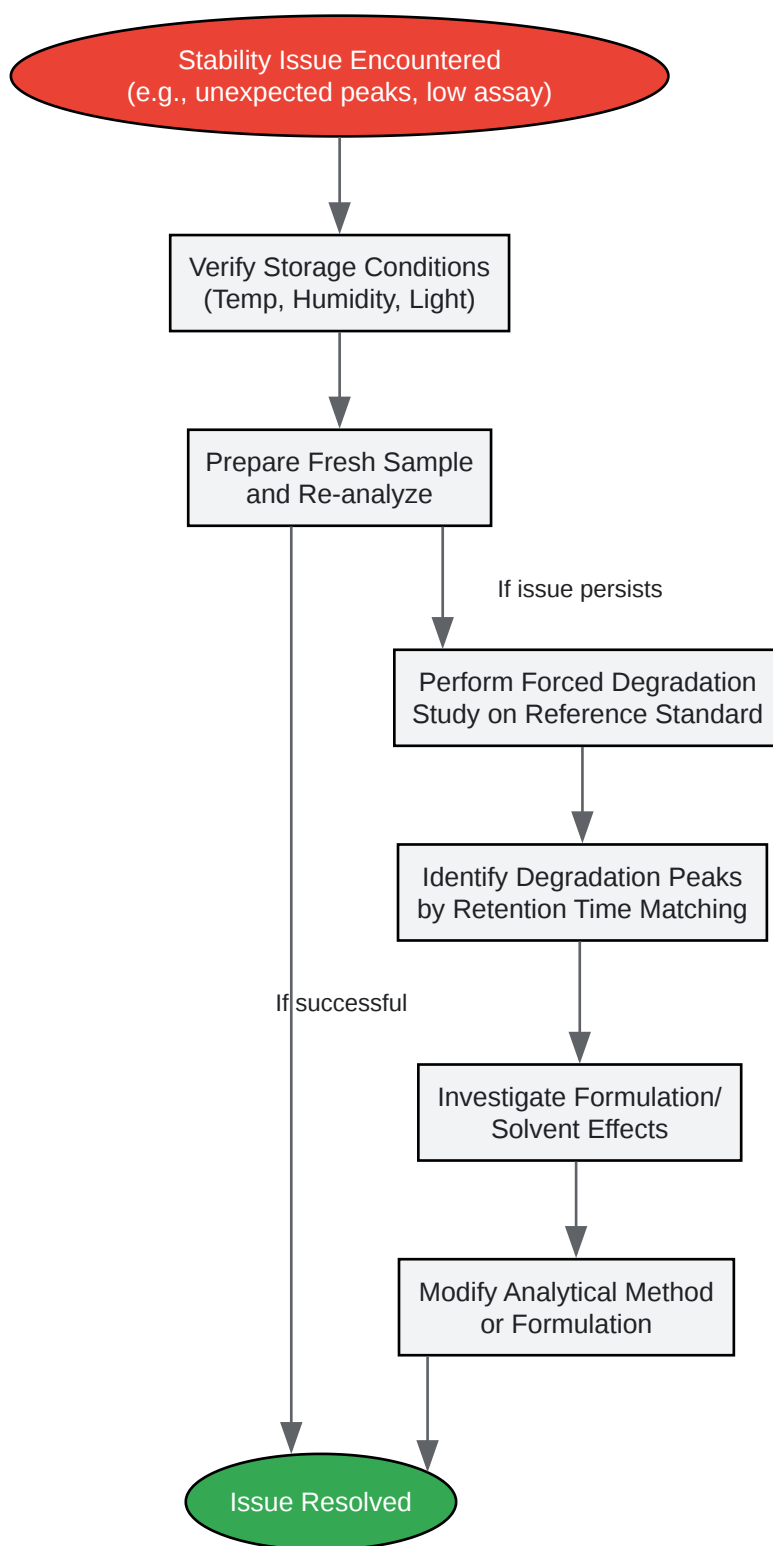 Stability Issue Encountered
(e.g., unexpected peaks, low assay)
Verify Storage Conditions
(Temp, Humidity, Light)
Prepare Fresh Sample
and Re-analyze
If issue persists
Perform Forced Degradation
Study on Reference Standard
Identify Degradation Peaks
by Retention Time Matching
If successful
Investigate Formulation/
Solvent Effects
Modify Analytical Method
or Formulation
Issue Resolved